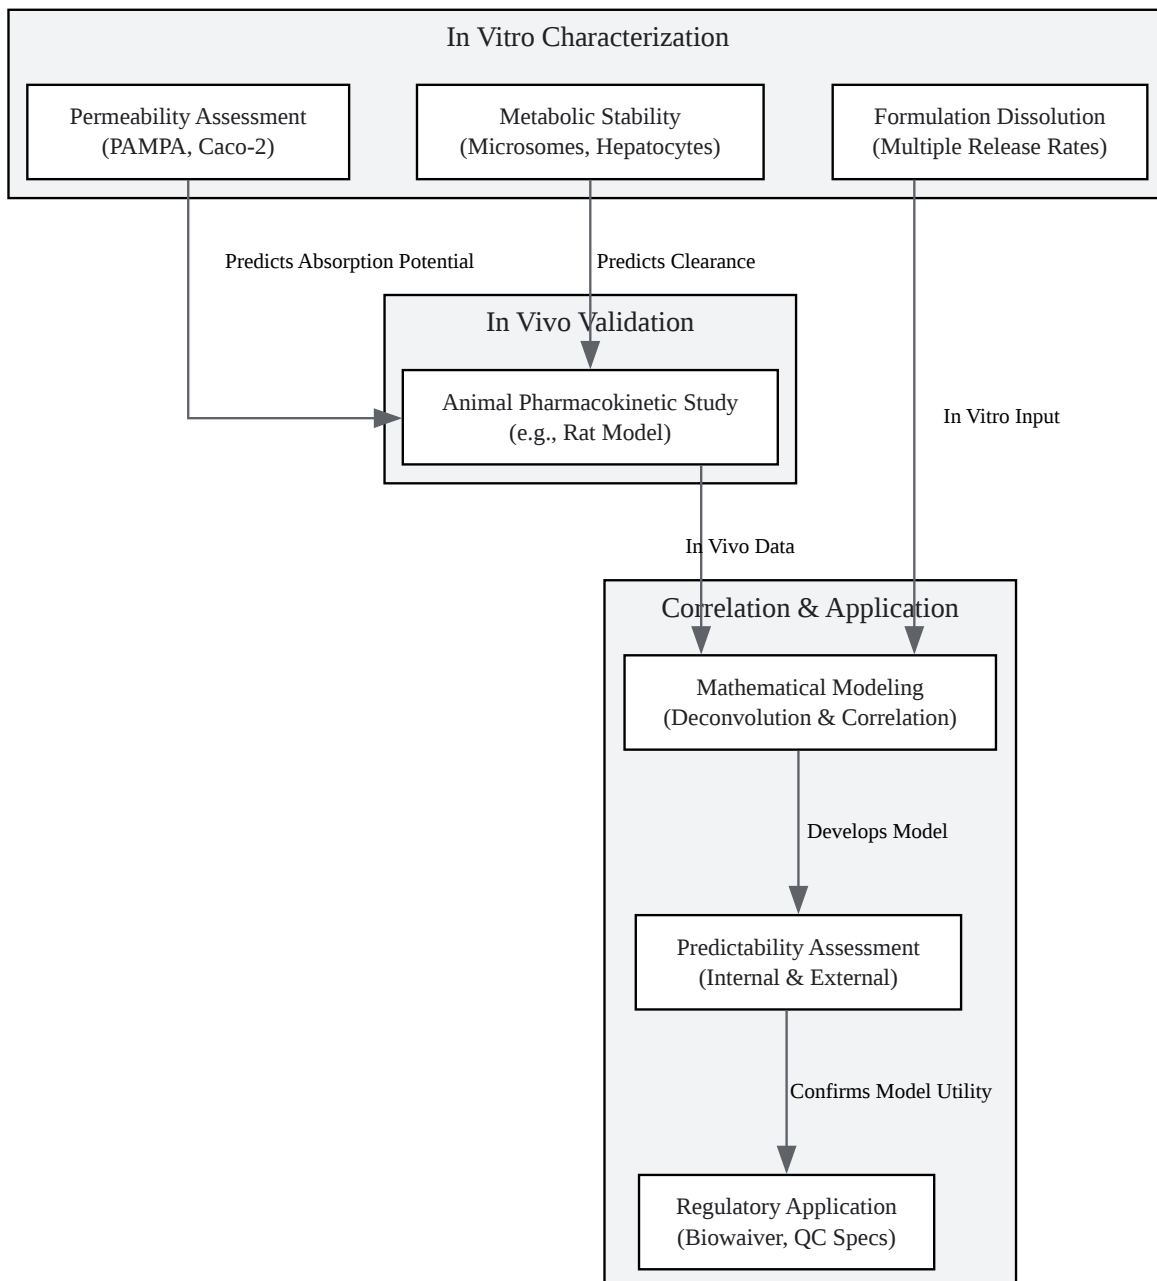 In Vitro Characterization
Permeability Assessment
(PAMPA, Caco-2)
Metabolic Stability
(Microsomes, Hepatocytes)
Formulation Dissolution
(Multiple Release Rates)
Predicts Absorption Potential
Predicts Clearance
In Vivo Validation
Animal Pharmacokinetic Study
(e.g., Rat Model)
In Vitro Input
In Vivo Data
Correlation & Application
Mathematical Modeling
(Deconvolution & Correlation)
Develops Model
Predictability Assessment
(Internal & External)
Confirms Model Utility
Regulatory Application
(Biowaiver, QC Specs)